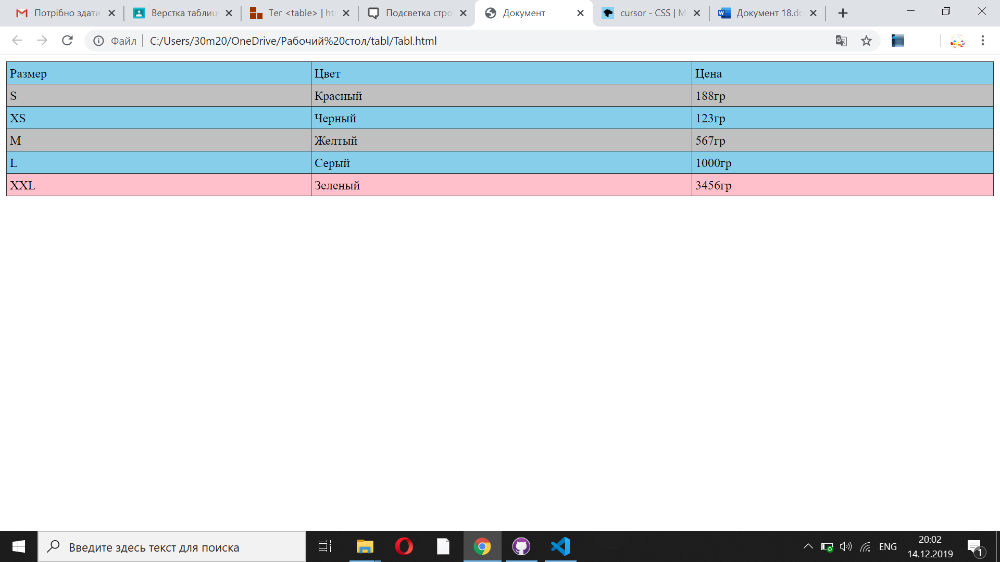 Потрібно здати
Верстка таблиц
Тег <table> | ht
Подсветка стро
Документ
cursor - CSS | M
Документ 18.do
Файл
C:/Users/30m20/OneDrive/Рабочий%20стол/tabl/Tabl.html
Размер Цвет Цена
S Красный 188гр
XS Черный 123гр
M Желтый 567гр
L Серый 1000гр
XXL Зеленый 3456гр
Введите здесь текст для поиска
ENG
20:02
14.12.2019
1